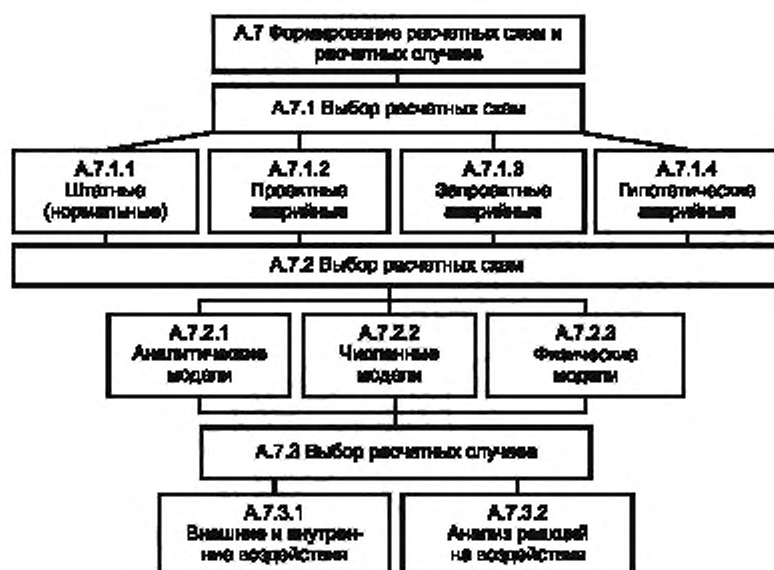 А.7 Формирование расчетных схем и
расчетных случаев
А.7.1 Выбор расчетных схем
А.7.1.1
Штатные
(нормальные)
А.7.1.2
Проектные
аварийные
А.7.1.3
Запроектные
аварийные
А.7.1.4
Гипотетические
аварийные
А.7.2 Выбор расчетных схем
А.7.2.1
Аналитические
модели
А.7.2.2
Численные
модели
А.7.2.3
Физические
модели
А.7.3 Выбор расчетных случаев
А.7.3.1
Внешние и внутрен-
ние воздействия
А.7.3.2
Анализ реакций
на воздействия